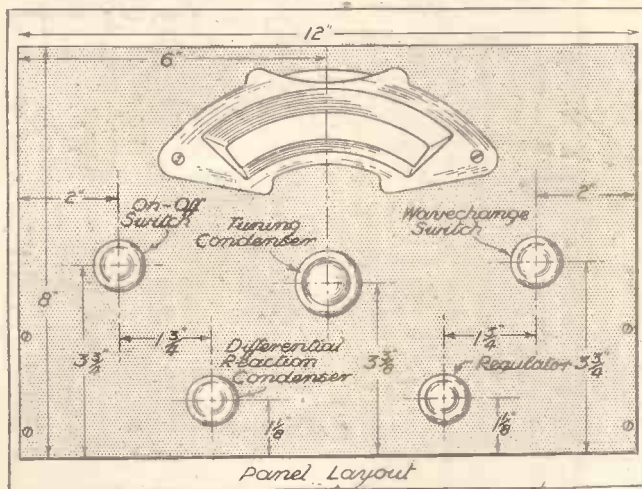 12"
6"
2"
2"
On-Off
Switch
Tuning
Condenser
Wavechange
Switch
8"
1 3/4"
1 3/4"
3 3/4"
Differential
Reaction
Condenser
3 3/8"
Regulator
3 3/4"
1 1/8"
1 1/8"
Panel Layout